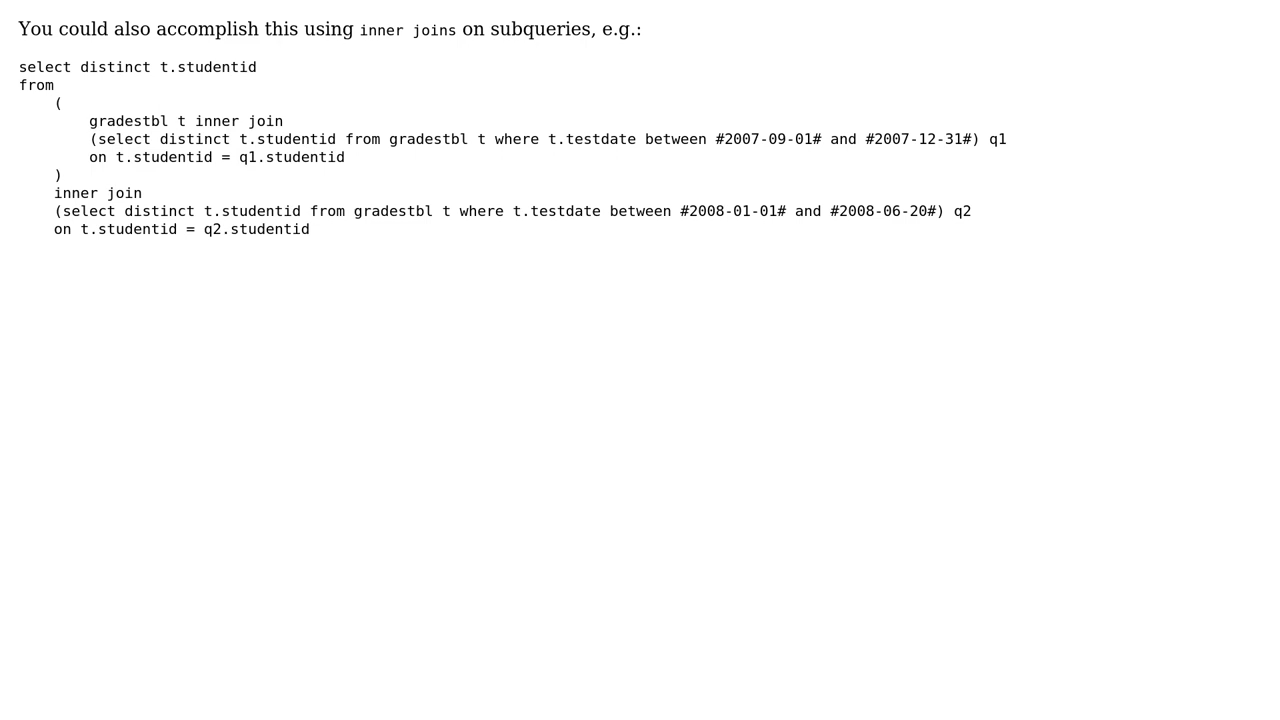 You could also accomplish this using inner joins on subqueries, e.g.:
select distinct t.studentid
from
    (
        gradestbl t inner join
        (select distinct t.studentid from gradestbl t where t.testdate between #2007-09-01# and #2007-12-31#) q1
        on t.studentid = q1.studentid
    )
    inner join
    (select distinct t.studentid from gradestbl t where t.testdate between #2008-01-01# and #2008-06-20#) q2
    on t.studentid = q2.studentid